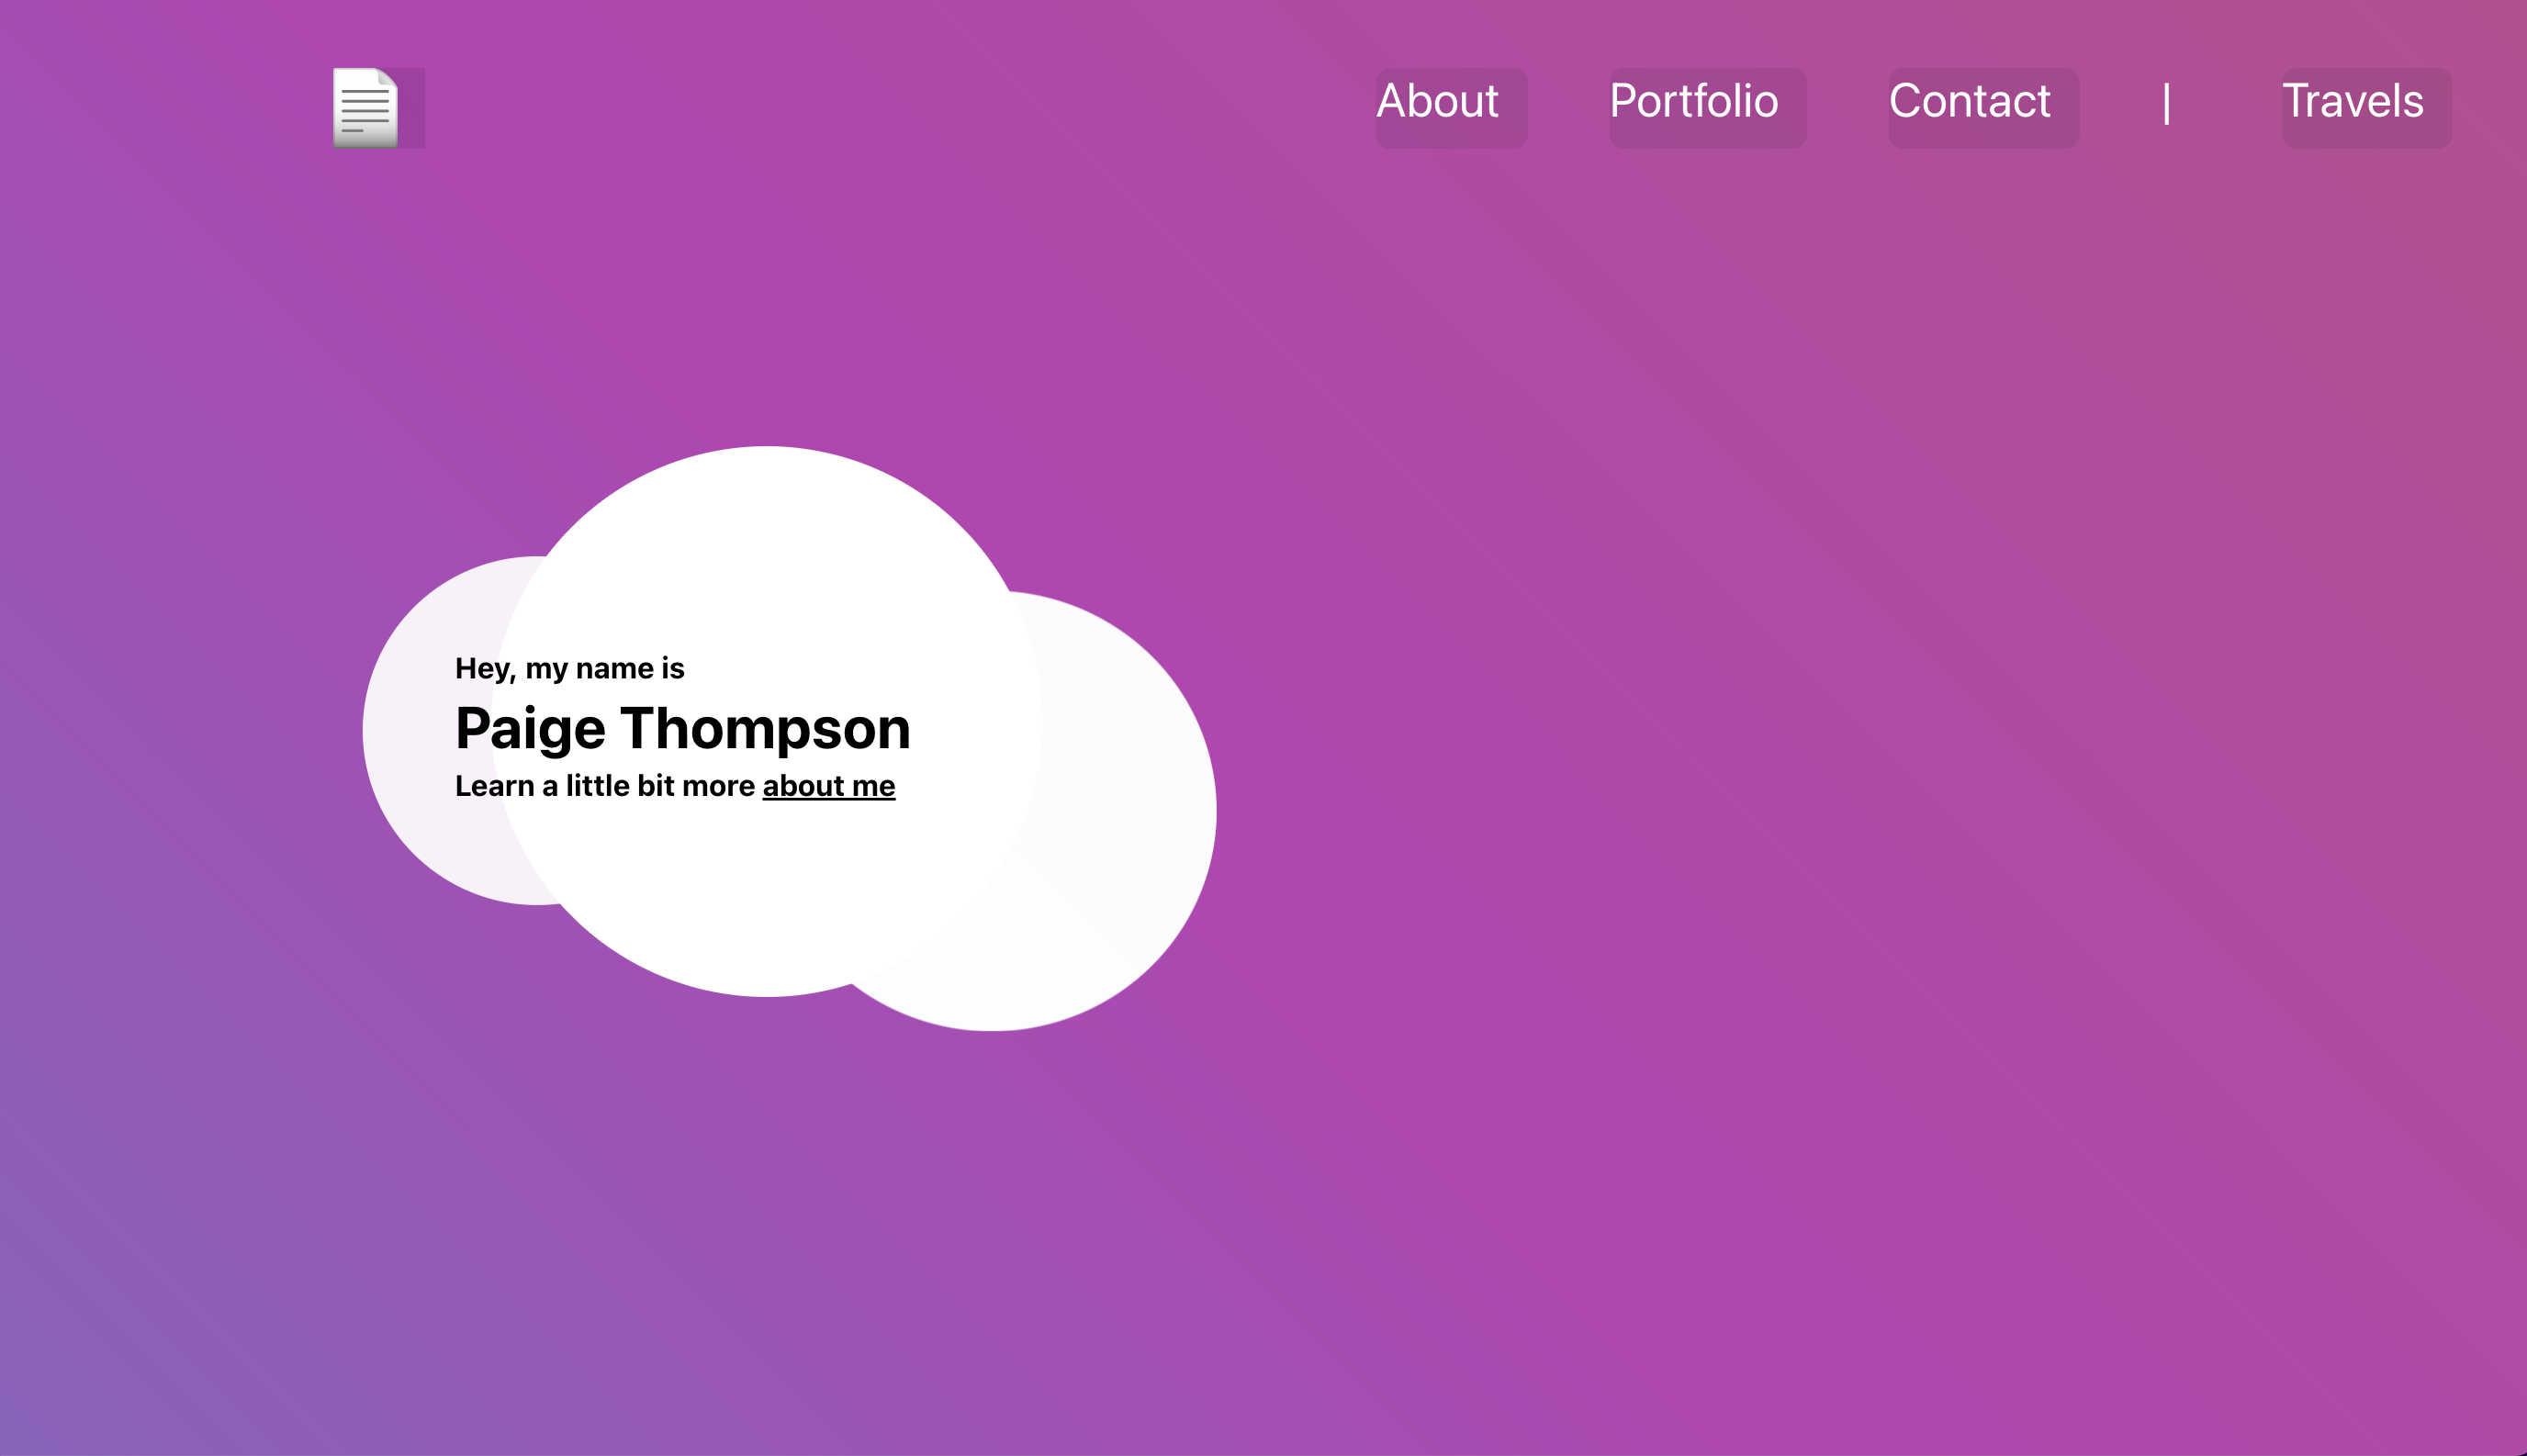 About Portfolio Contact | Travels
Hey, my name is
Paige Thompson
Learn a little bit more about me